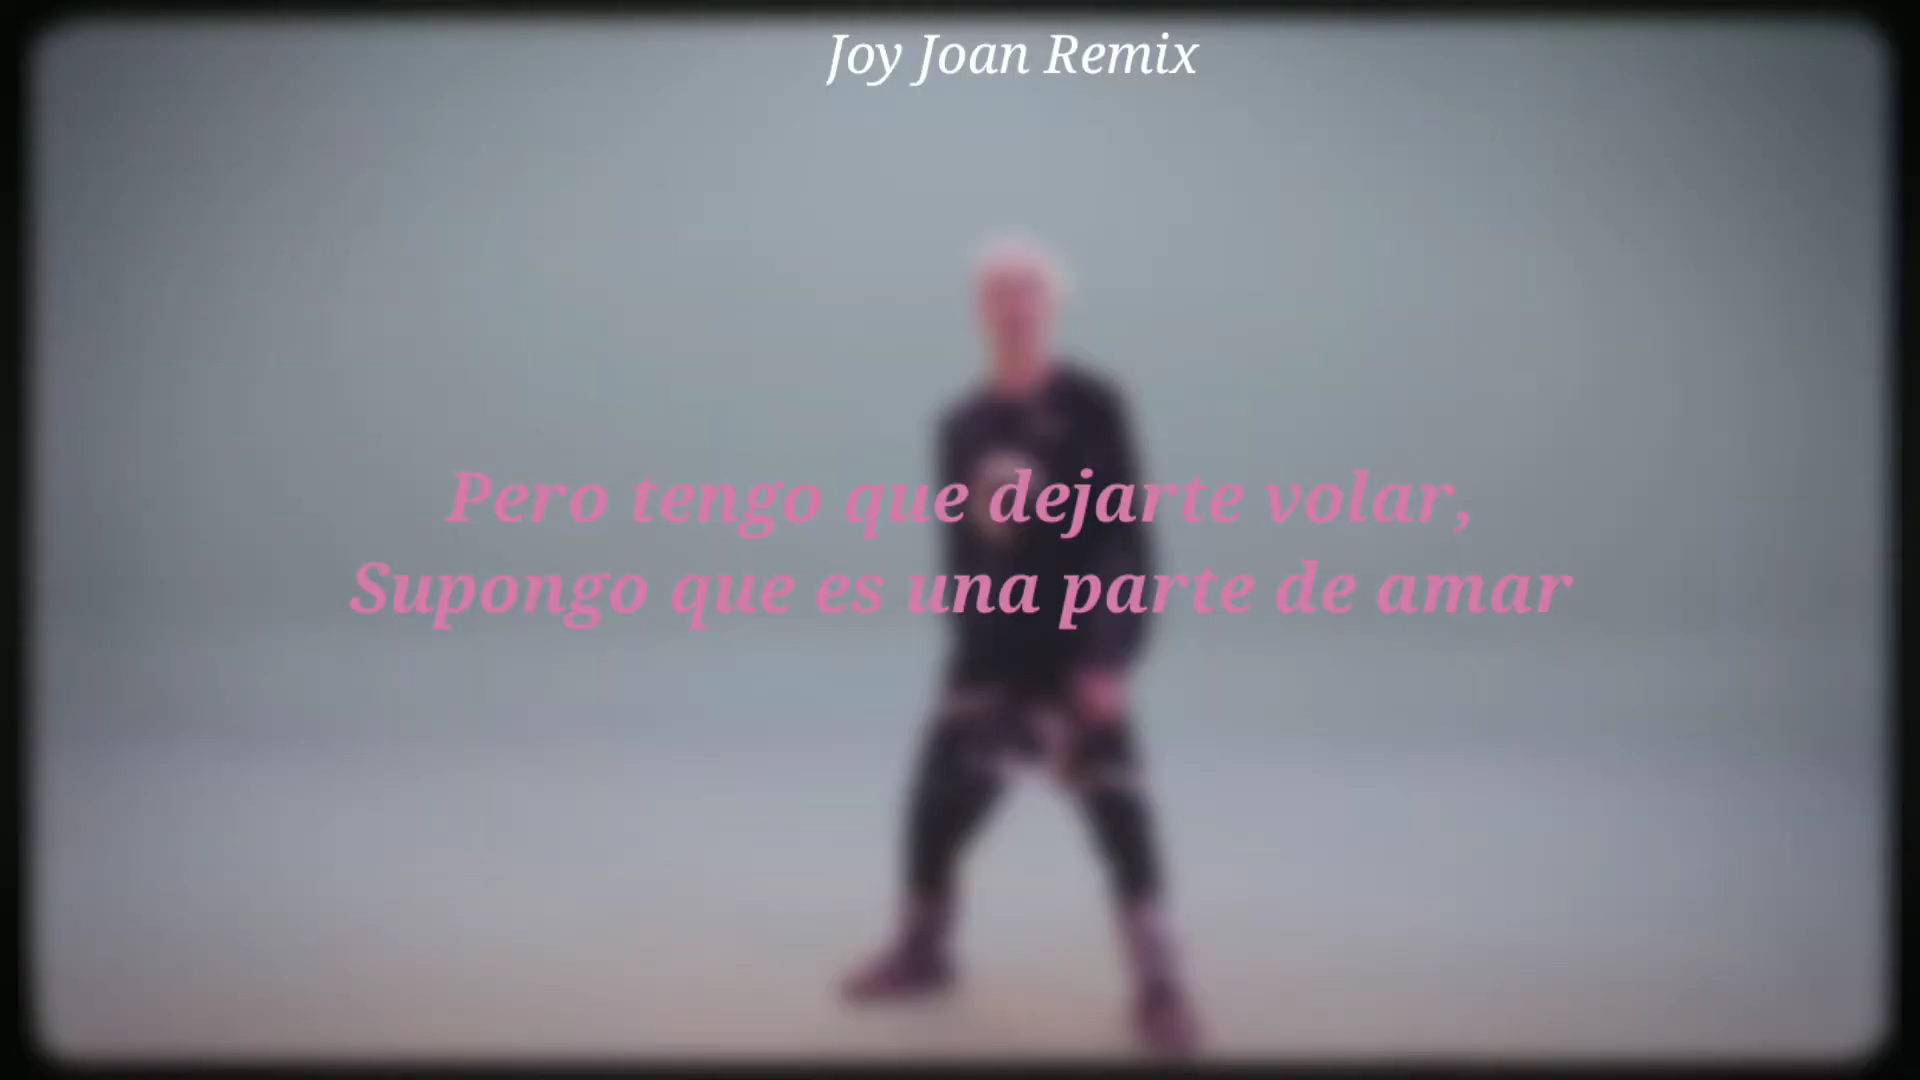 Joy Joan Remix
Pero tengo que dejarte volar,
Supongo que es una parte de amar